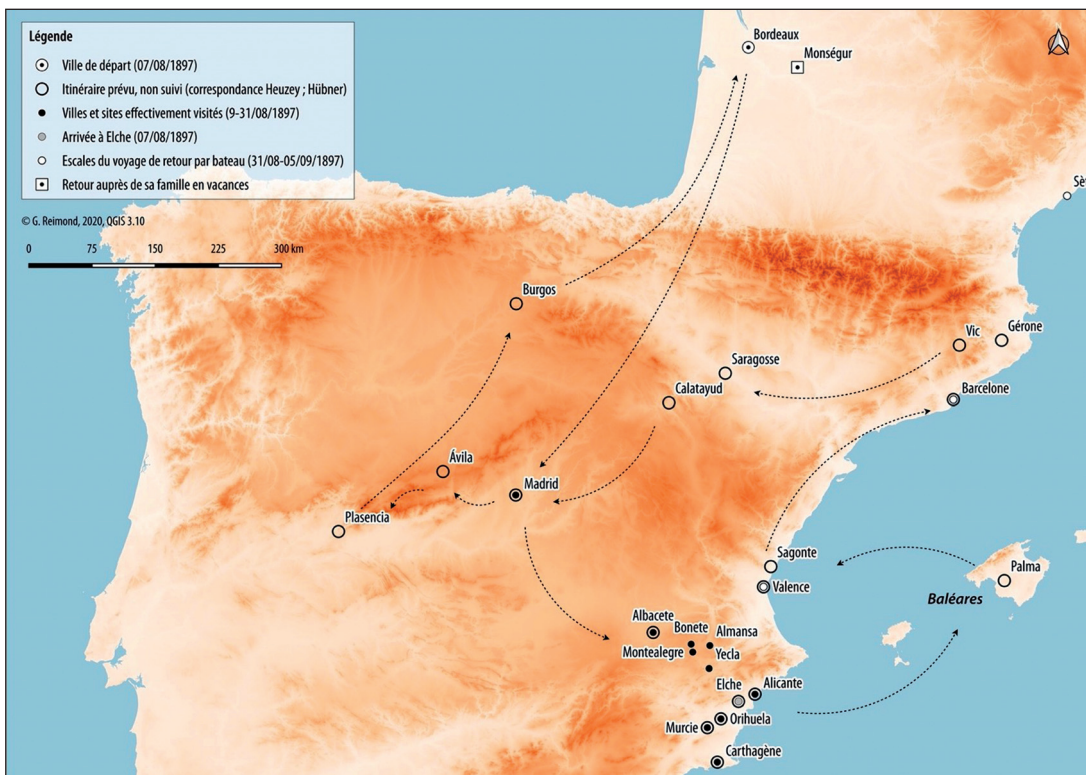 Légende
Ville de départ (07/08/1897)
Itinéraire prévu, non suivi (correspondance Heuzey ; Hübner)
Villes et sites effectivement visités (9-31/08/1897)
Arrivée à Elche (07/08/1897)
Escales du voyage de retour par bateau (31/08-05/09/1897)
Retour auprès de sa famille en vacances
© G. Reimond, 2020, QGIS 3.10
0 75 150 225 300 km
Bordeaux
Monségur
Sè
Burgos
Vic
Gérone
Saragosse
Calatayud
Barcelone
Ávila
Madrid
Plasencia
Sagonte
Valence
Palma
Baléares
Albacete
Bonete
Almansa
Montealegre
Yecla
Elche
Alicante
Orihuela
Murcie
Carthagène